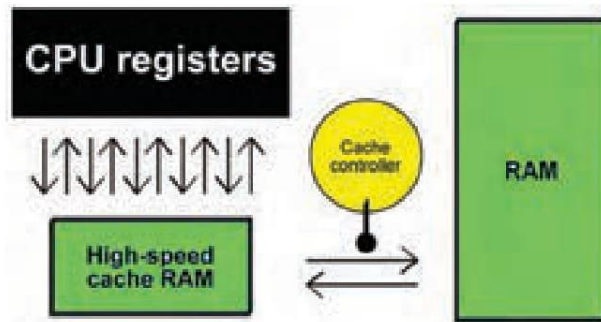 CPU registers
Cache
controller
RAM
High-speed
cache RAM